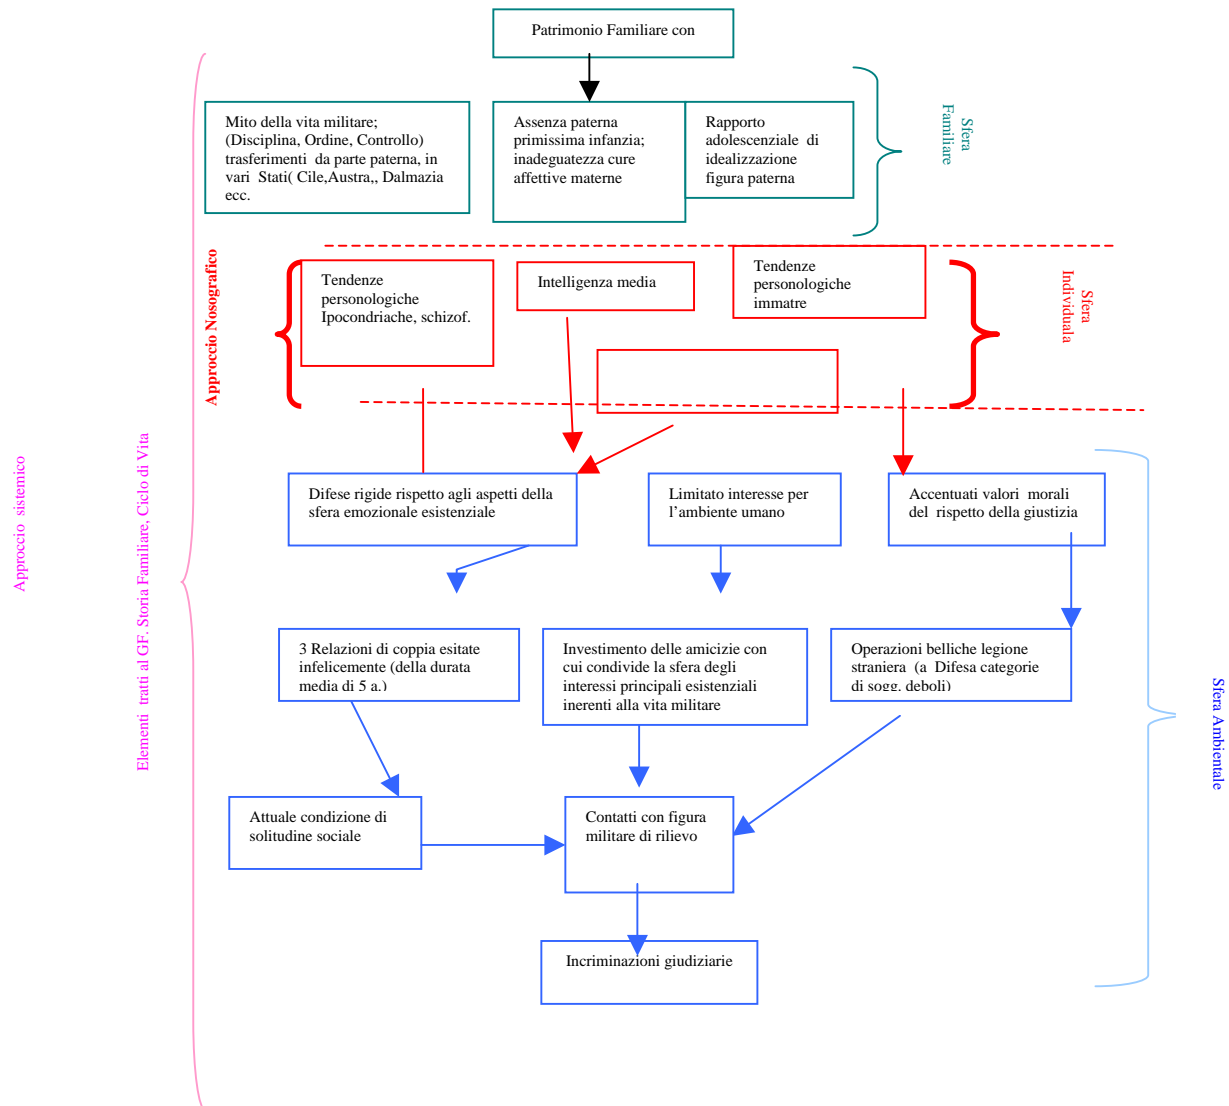 Patrimonio Familiare con
Mito della vita militare;
(Disciplina, Ordine, Controllo)
trasferimenti da parte paterna, in
vari Stati( Cile,Austra,, Dalmazia
ecc.
Assenza paterna
primissima infanzia;
inadeguatezza cure
affettive materne
Rapporto
adolescenziale di
idealizzazione
figura paterna
Sfera
Familiare
Approccio Nosografico
Tendenze
personologiche
Ipocondriache, schizof.
Intelligenza media
Tendenze
personologiche
immatre
Sfera
Individuala
Approccio sistemico
Elementi tratti al GF. Storia Familiare, Ciclo di Vita
Difese rigide rispetto agli aspetti della
sfera emozionale esistenziale
Limitato interesse per
l’ambiente umano
Accentuati valori morali
del rispetto della giustizia
3 Relazioni di coppia esitate
infelicemente (della durata
media di 5 a.)
Investimento delle amicizie con
cui condivide la sfera degli
interessi principali esistenziali
inerenti alla vita militare
Operazioni belliche legione
straniera (a Difesa categorie
di sogg. deboli)
Sfera Ambientale
Attuale condizione di
solitudine sociale
Contatti con figura
militare di rilievo
Incriminazioni giudiziarie